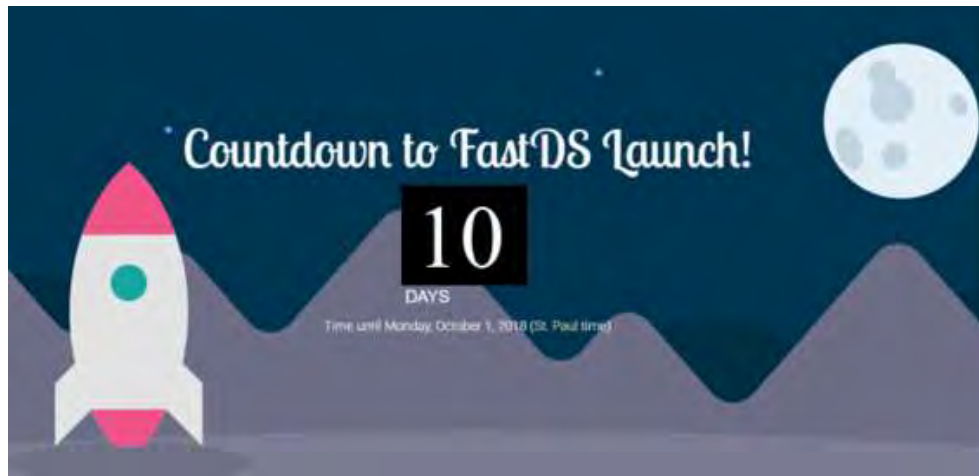 Countdown to FastDS Launch!
10
DAYS
Time until Monday, October 1, 2018 (St. Paul time)